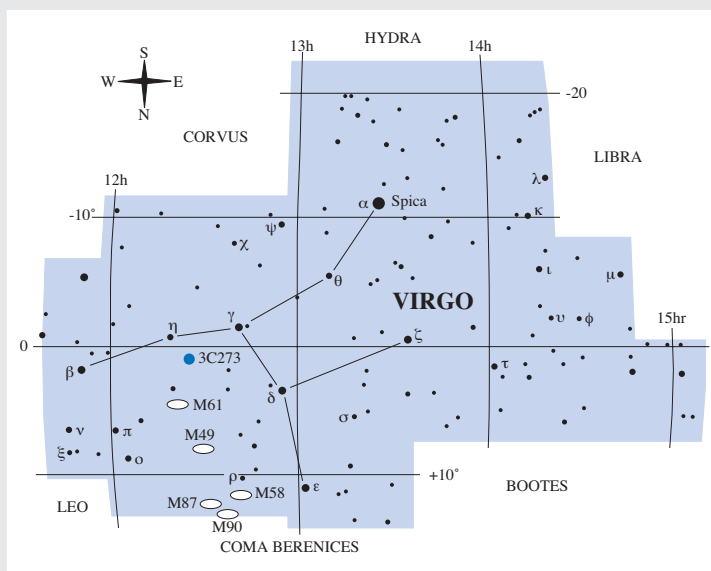 HYDRA
13h
14h
S
W E
N
-20
CORVUS
LIBRA
12h
λ
α Spica
-10°
κ
ψ
χ
ι
μ
θ
VIRGO
γ
η
υ
ϕ
15hr
ζ
0
3C273
β
τ
δ
M61
σ
ν
π
M49
ξ
ο
ρ
+10°
M58
ε
M87
BOOTES
LEO
M90
COMA BERENICES